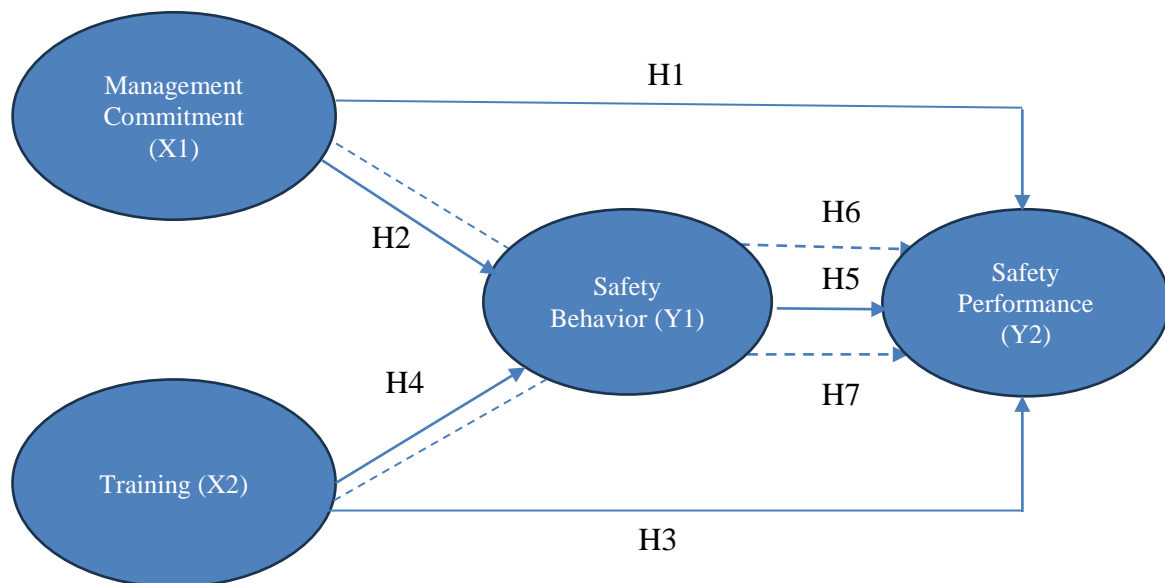 Management
Commitment
(X1)
H1
H2
H6
H5
Safety
Behavior (Y1)
Safety
Performance
(Y2)
H4
H7
Training (X2)
H3